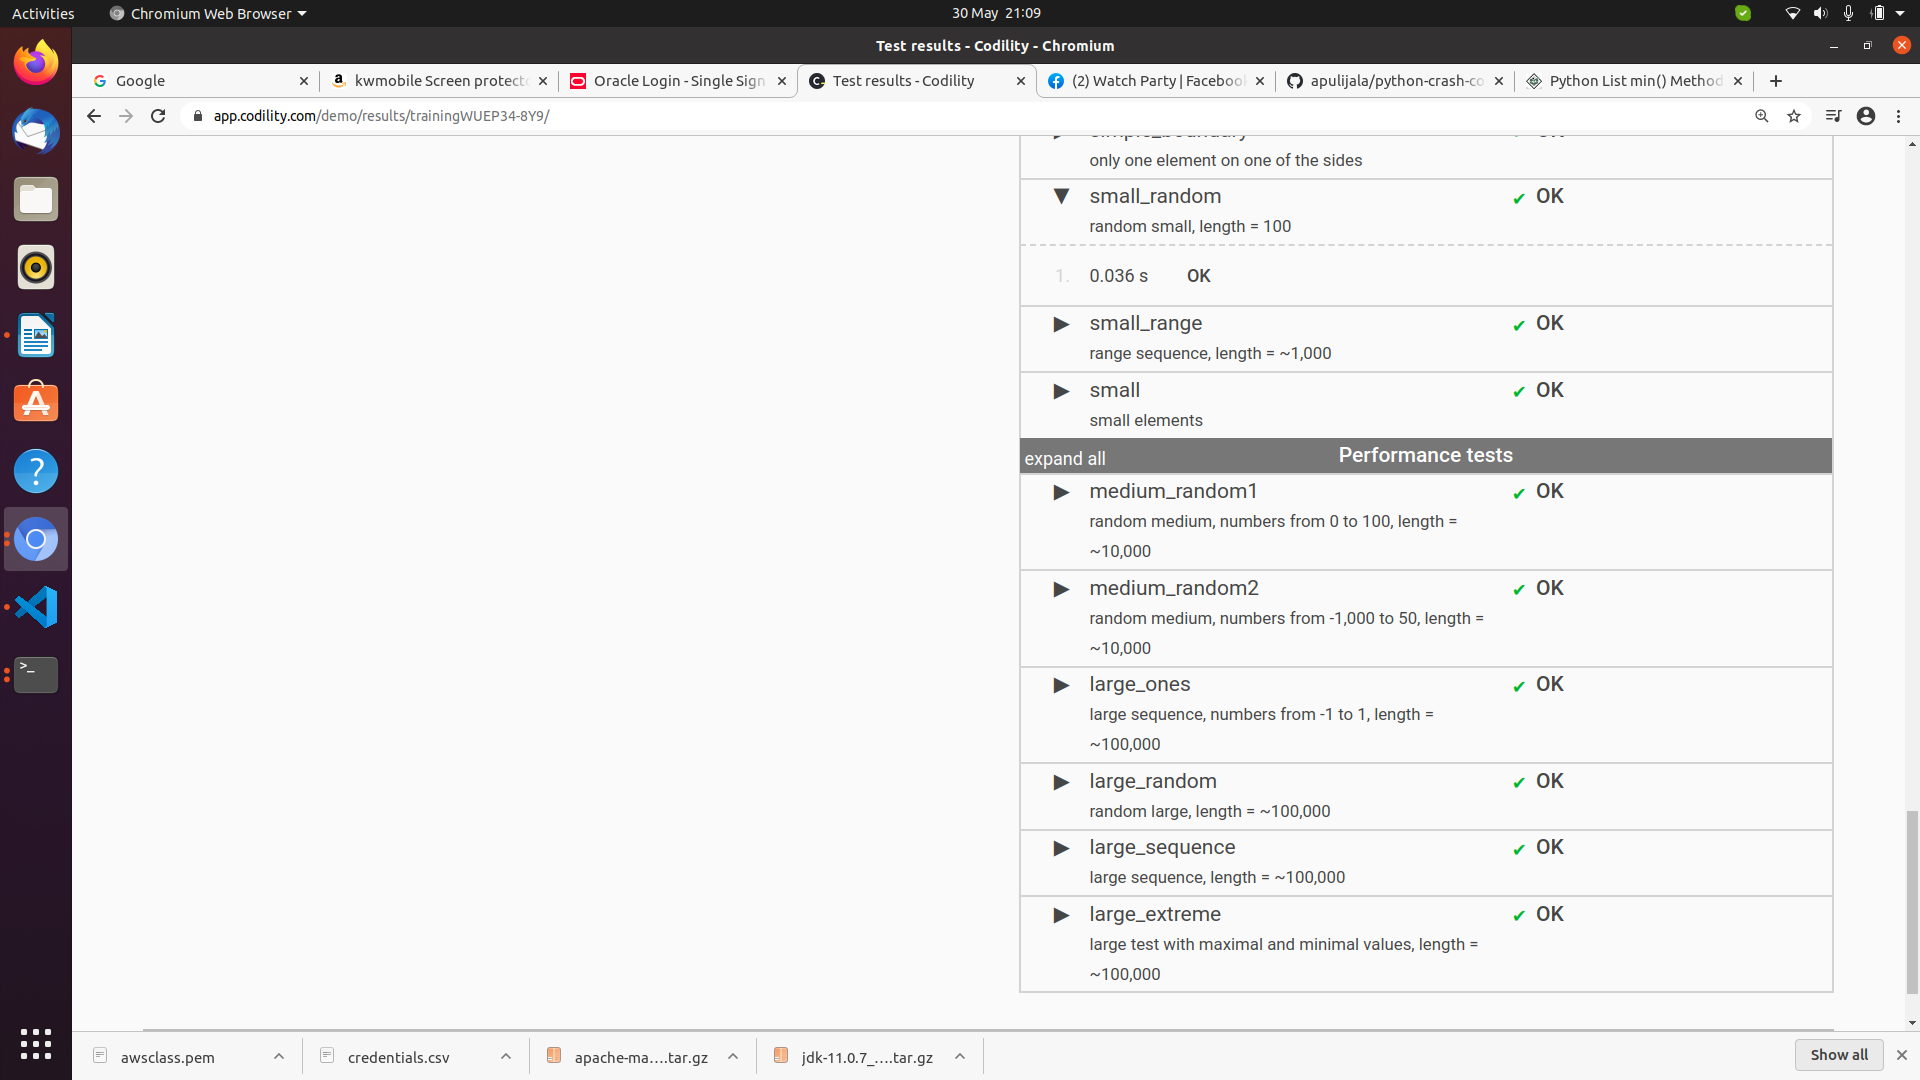 Activities
Chromium Web Browser
30 May 21:09
Test results - Codility - Chromium
Google
kwmobile Screen protect
Oracle Login - Single Sign
Test results - Codility
(2) Watch Party | Facebook
apulijala/python-crash-co
Python List min() Method
app.codility.com/demo/results/trainingWUEP34-8Y9/
simple_boundary OK
only one element on one of the sides
small_random OK
random small, length = 100
1. 0.036 s OK
small_range OK
range sequence, length = ~1,000
small OK
small elements
expand all Performance tests
medium_random1 OK
random medium, numbers from 0 to 100, length =
~10,000
medium_random2 OK
random medium, numbers from -1,000 to 50, length =
~10,000
large_ones OK
large sequence, numbers from -1 to 1, length =
~100,000
large_random OK
random large, length = ~100,000
large_sequence OK
large sequence, length = ~100,000
large_extreme OK
large test with maximal and minimal values, length =
~100,000
awsclass.pem
credentials.csv
apache-ma....tar.gz
jdk-11.0.7_....tar.gz
Show all